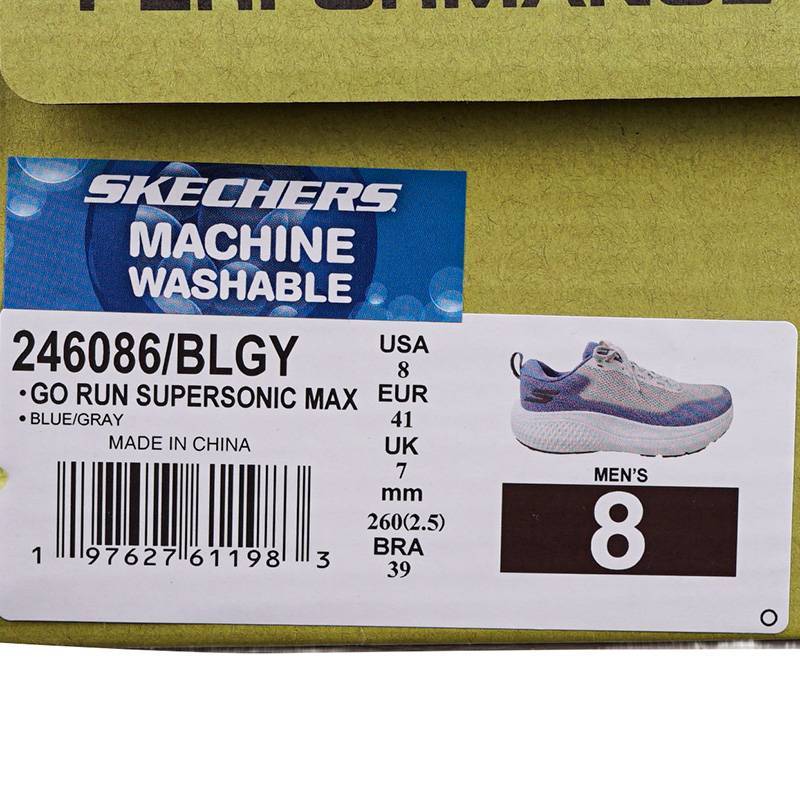 PERFORMANCE
SKECHERS
MACHINE
WASHABLE
246086/BLGY
•GO RUN SUPERSONIC MAX
•BLUE/GRAY
MADE IN CHINA
1 97627 61198 3
USA
8
EUR
41
UK
7
mm
260(2.5)
BRA
39
MEN'S
8